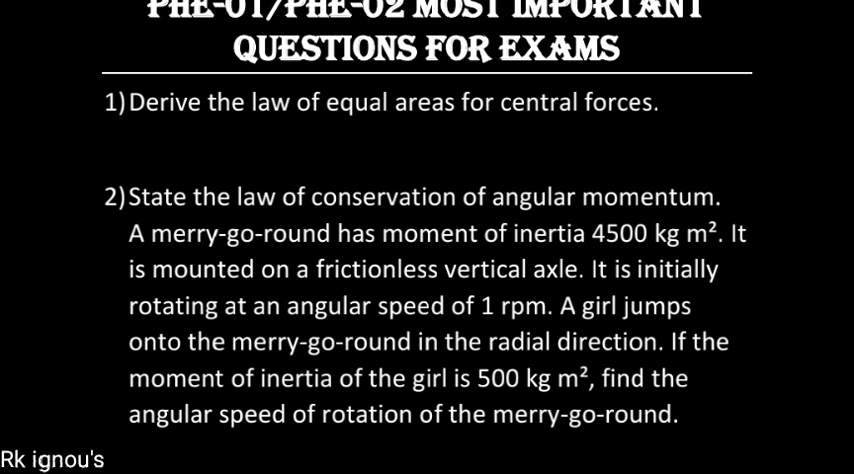 PHE-01/PHE-02 MOST IMPORTANT
QUESTIONS FOR EXAMS
1) Derive the law of equal areas for central forces.
2) State the law of conservation of angular momentum.
A merry-go-round has moment of inertia 4500 kg m². It
is mounted on a frictionless vertical axle. It is initially
rotating at an angular speed of 1 rpm. A girl jumps
onto the merry-go-round in the radial direction. If the
moment of inertia of the girl is 500 kg m², find the
angular speed of rotation of the merry-go-round.
Rk ignou's